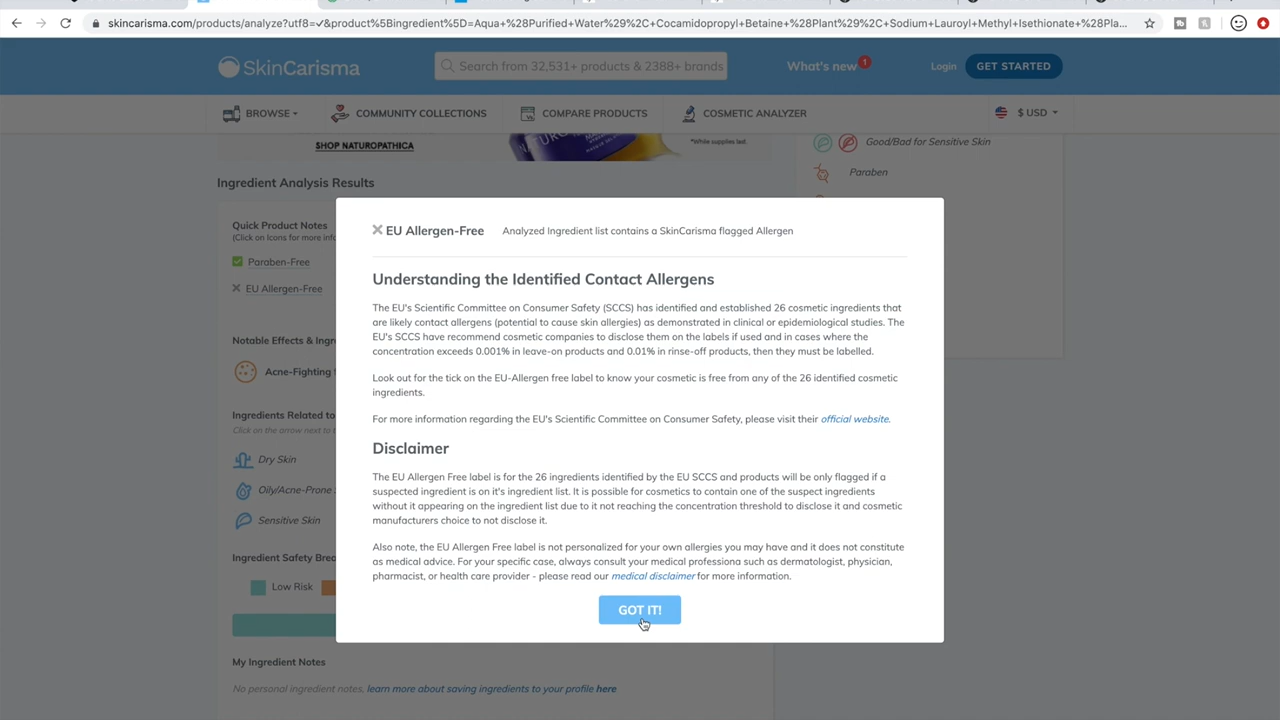 skincarisma.com/products/analyze?utf8=✓&product%5Bingredient%5D=Aqua+%28Purified+Water%29%2C+Cocamidopropyl+Betaine+%28Plant%29%2C+Sodium+Lauroyl+Methyl+Isethionate+%28Pla...
SkinCarisma
Search from 32,531+ products & 2388+ brands
What's new
1
Login
GET STARTED
BROWSE
COMMUNITY COLLECTIONS
COMPARE PRODUCTS
COSMETIC ANALYZER
$ USD
SHOP NATUROPATHICA
*While supplies last.
Good/Bad for Sensitive Skin
Paraben
Ingredient Analysis Results
Quick Product Notes
(Click on Icons for more info
Paraben-Free
EU Allergen-Free
Notable Effects & Ingr
Acne-Fighting
Ingredients Related to
Click on the arrow next to t
Dry Skin
Oily/Acne-Prone
Sensitive Skin
Ingredient Safety Brea
Low Risk
My Ingredient Notes
No personal ingredient notes, learn more about saving ingredients to your profile here
EU Allergen-Free
Analyzed Ingredient list contains a SkinCarisma flagged Allergen
Understanding the Identified Contact Allergens
The EU's Scientific Committee on Consumer Safety (SCCS) has identified and established 26 cosmetic ingredients that
are likely contact allergens (potential to cause skin allergies) as demonstrated in clinical or epidemiological studies. The
EU's SCCS have recommend cosmetic companies to disclose them on the labels if used and in cases where the
concentration exceeds 0.001% in leave-on products and 0.01% in rinse-off products, then they must be labelled.
Look out for the tick on the EU-Allergen free label to know your cosmetic is free from any of the 26 identified cosmetic
ingredients.
For more information regarding the EU's Scientific Committee on Consumer Safety, please visit their official website.
Disclaimer
The EU Allergen Free label is for the 26 ingredients identified by the EU SCCS and products will be only flagged if a
suspected ingredient is on it's ingredient list. It is possible for cosmetics to contain one of the suspect ingredients
without it appearing on the ingredient list due to it not reaching the concentration threshold to disclose it and cosmetic
manufacturers choice to not disclose it.
Also note, the EU Allergen Free label is not personalized for your own allergies you may have and it does not constitute
as medical advice. For your specific case, always consult your medical professiona such as dermatologist, physician,
pharmacist, or health care provider - please read our medical disclaimer for more information.
GOT IT!